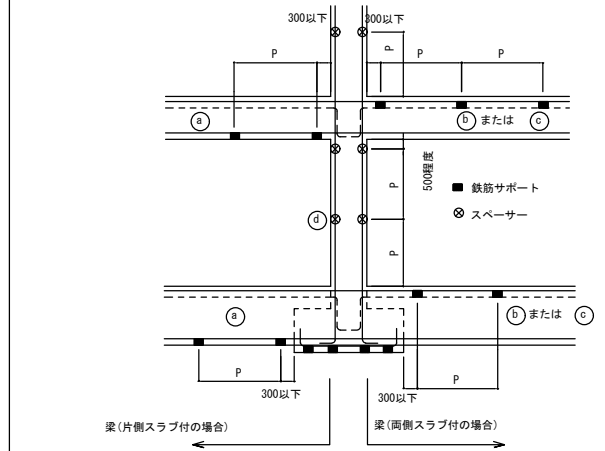 300以下
300以下
P
P
P
P
ⓐ
ⓑ または ⓒ
500程度
P
■ 鉄筋サポート
⊗ スペーサー
ⓓ
P
ⓐ
ⓑ または ⓒ
P
P
300以下
300以下
梁(片側スラブ付の場合)
梁(両側スラブ付の場合)